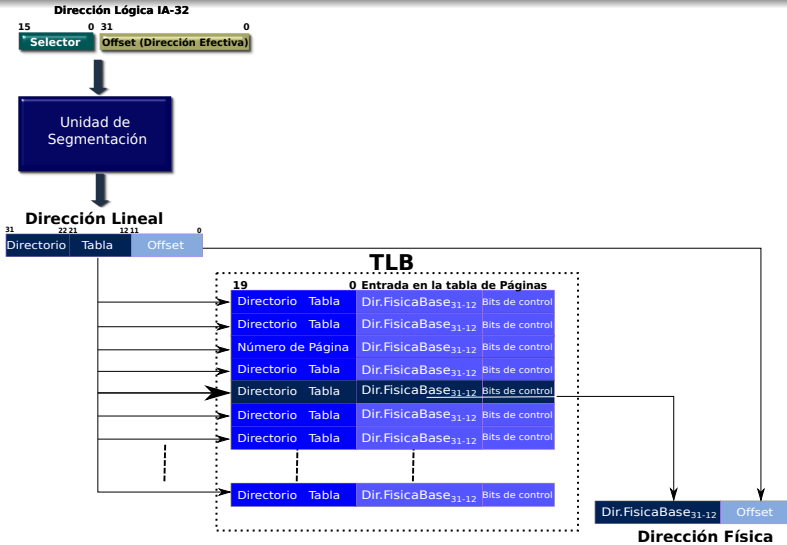 Dirección Lógica IA-32
15 0 31 0
Selector Offset (Dirección Efectiva)
Unidad de
Segmentación
Dirección Lineal
31 22 21 12 11 0
Directorio Tabla Offset
TLB
19 0 Entrada en la tabla de Páginas
Directorio Tabla Dir.FisicaBase31-12 Bits de control
Directorio Tabla Dir.FisicaBase31-12 Bits de control
Número de Página Dir.FisicaBase31-12 Bits de control
Directorio Tabla Dir.FisicaBase31-12 Bits de control
Directorio Tabla Dir.FisicaBase31-12 Bits de control
Directorio Tabla Dir.FisicaBase31-12 Bits de control
Directorio Tabla Dir.FisicaBase31-12 Bits de control
Directorio Tabla Dir.FisicaBase31-12 Bits de control
Dir.FisicaBase31-12 Offset
Dirección Física